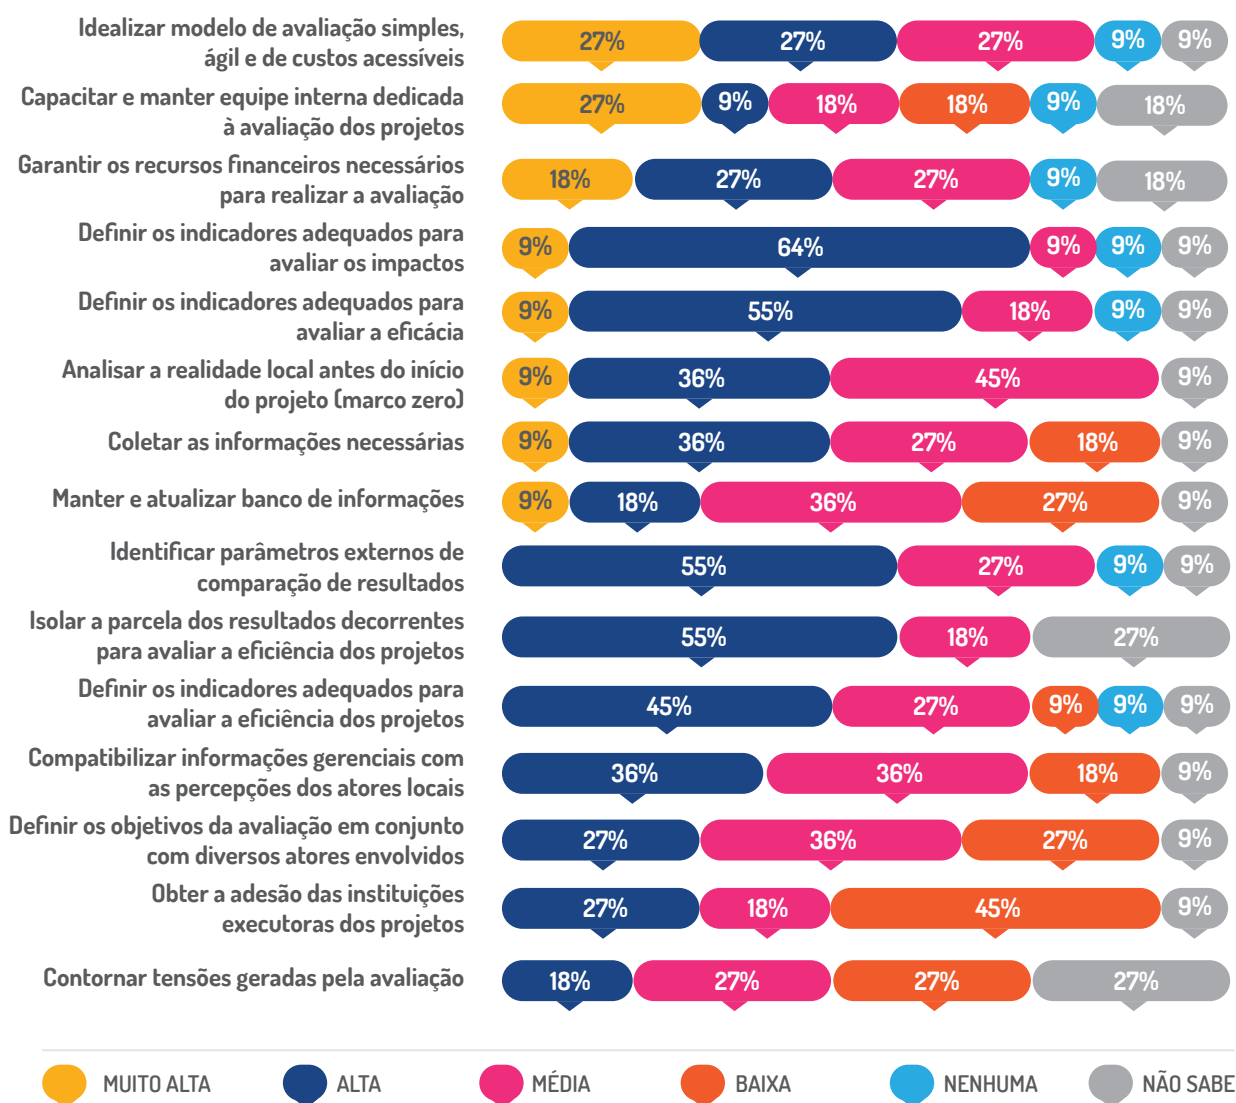 Idealizar modelo de avaliação simples,
ágil e de custos acessíveis
27% 27% 27% 9% 9%
Capacitar e manter equipe interna dedicada
à avaliação dos projetos
27% 9% 18% 18% 9% 18%
Garantir os recursos financeiros necessários
para realizar a avaliação
18% 27% 27% 9% 18%
Definir os indicadores adequados para
avaliar os impactos
9% 64% 9% 9% 9%
Definir os indicadores adequados para
avaliar a eficácia
9% 55% 18% 9% 9%
Analisar a realidade local antes do início
do projeto (marco zero)
9% 36% 45% 9%
Coletar as informações necessárias
9% 36% 27% 18% 9%
Manter e atualizar banco de informações
9% 18% 36% 27% 9%
Identificar parâmetros externos de
comparação de resultados
55% 27% 9% 9%
Isolar a parcela dos resultados decorrentes
para avaliar a eficiência dos projetos
55% 18% 27%
Definir os indicadores adequados para
avaliar a eficiência dos projetos
45% 27% 9% 9% 9%
Compatibilizar informações gerenciais com
as percepções dos atores locais
36% 36% 18% 9%
Definir os objetivos da avaliação em conjunto
com diversos atores envolvidos
27% 36% 27% 9%
Obter a adesão das instituições
executoras dos projetos
27% 18% 45% 9%
Contornar tensões geradas pela avaliação
18% 27% 27% 27%
MUITO ALTA ALTA MÉDIA BAIXA NENHUMA NÃO SABE